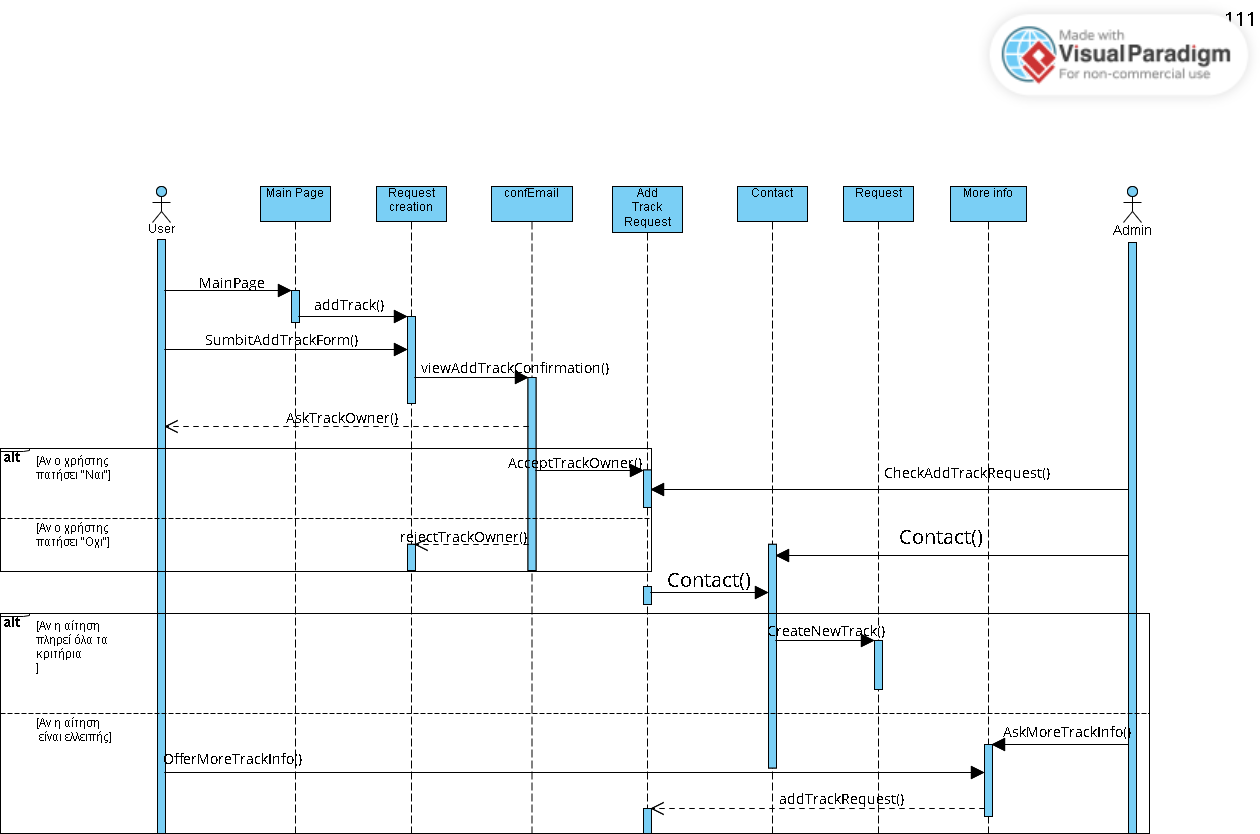 111
Made with
Visual Paradigm
For non-commercial use
User
Main Page
Request
creation
confEmail
Add
Track
Request
Contact
Request
More info
Admin
MainPage
addTrack()
SumbitAddTrackForm()
viewAddTrackConfirmation()
AskTrackOwner()
alt
[Αν ο χρήστης
πατήσει "Ναι"]
AcceptTrackOwner()
CheckAddTrackRequest()
[Αν ο χρήστης
πατήσει "Οχι"]
rejectTrackOwner()
Contact()
Contact()
alt
[Αν η αίτηση
πληρεί όλα τα
κριτήρια
]
CreateNewTrack()
[Αν η αίτηση
είναι ελλειπής]
AskMoreTrackInfo()
OfferMoreTrackInfo()
addTrackRequest()